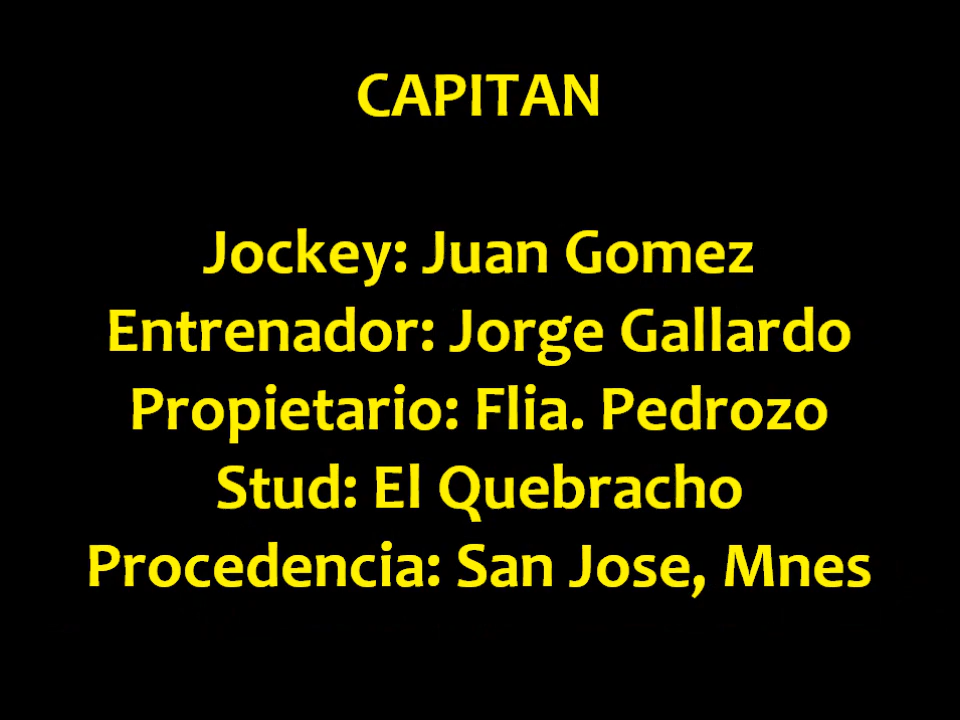 CAPITAN
Jockey: Juan Gomez
Entrenador: Jorge Gallardo
Propietario: Flia. Pedrozo
Stud: El Quebracho
Procedencia: San Jose, Mnes